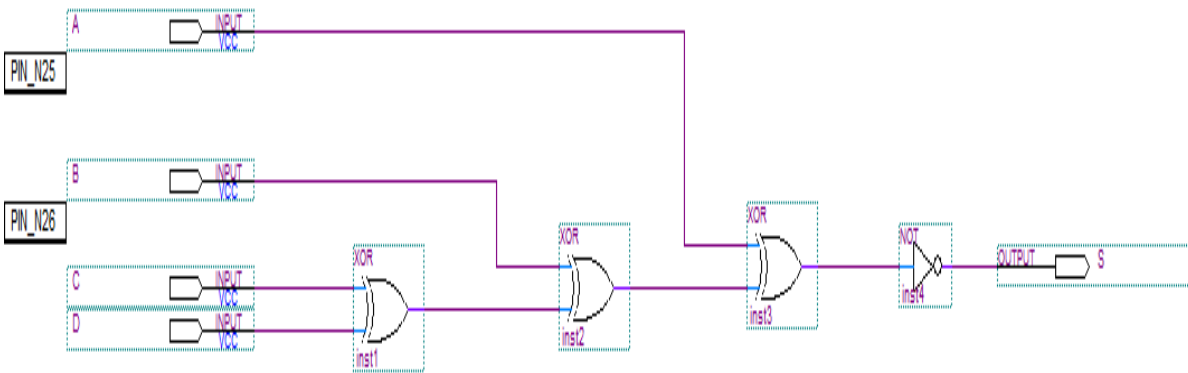 A
INPUT
VCC
PIN_N25
B
INPUT
VCC
PIN_N26
C
INPUT
VCC
D
INPUT
VCC
XOR
inst1
XOR
inst2
XOR
inst3
NOT
inst4
OUTPUT
S